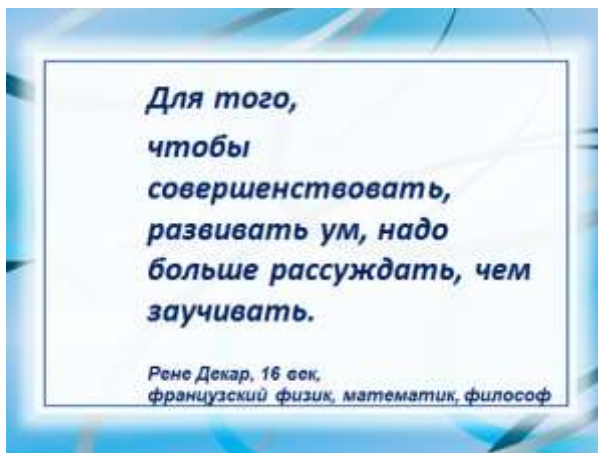 Для того,
чтобы
совершенствовать,
развивать ум, надо
больше рассуждать, чем
заучивать.
Рене Декар, 16 век,
французский физик, математик, философ